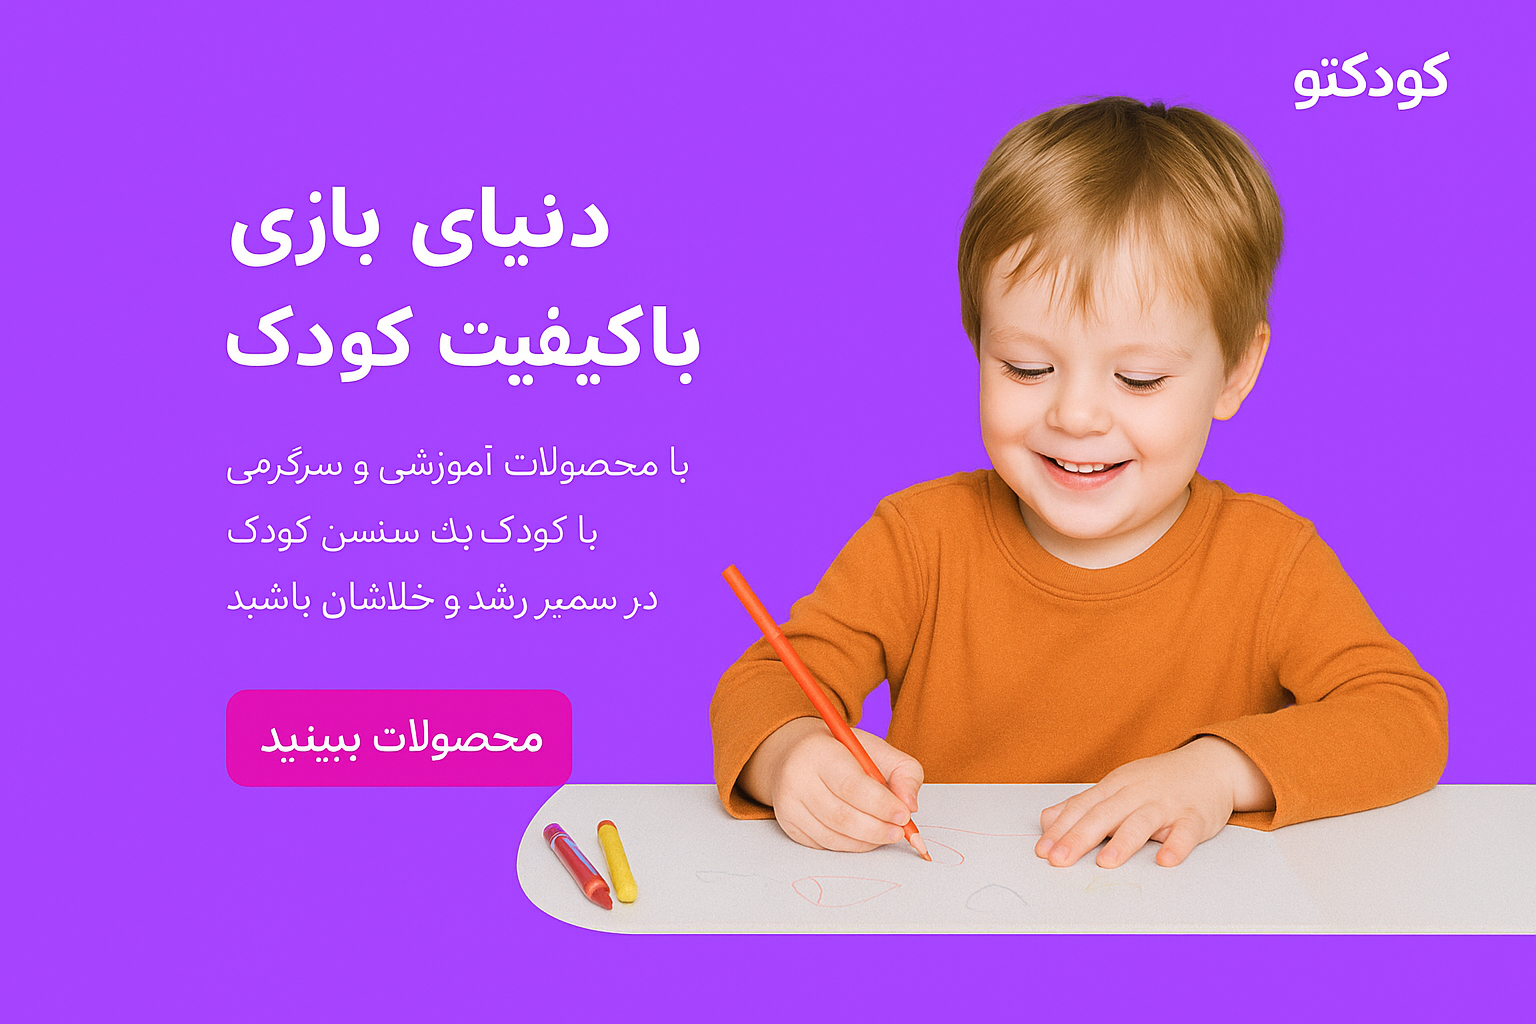 کودکتو
دنیای بازی
باکیفیت کودک
با محصولات آموزشی و سرگرمی
با کودک بك سنسن کودک
در سمیر رشد و خلاشان باشبد
محصولات ببینید